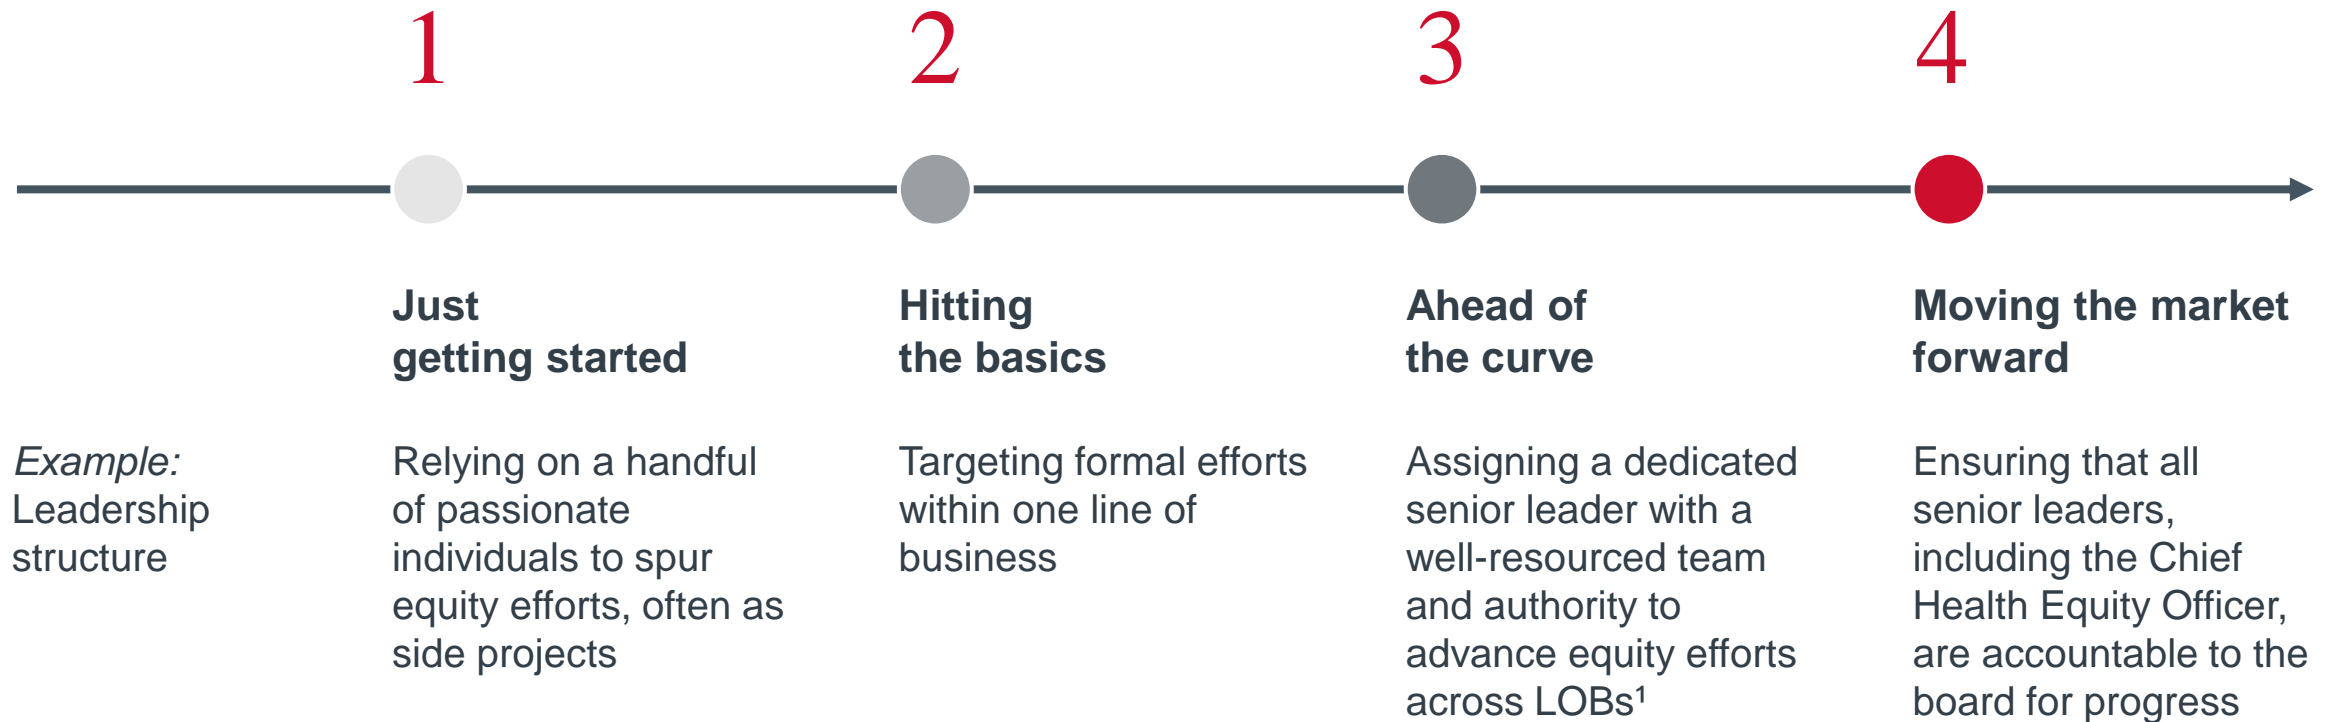 1
2
3
4
Just
getting started
Hitting
the basics
Ahead of
the curve
Moving the market
forward
Example:
Leadership
structure
Relying on a handful
of passionate
individuals to spur
equity efforts, often as
side projects
Targeting formal efforts
within one line of
business
Assigning a dedicated
senior leader with a
well-resourced team
and authority to
advance equity efforts
across LOBs¹
Ensuring that all
senior leaders,
including the Chief
Health Equity Officer,
are accountable to the
board for progress